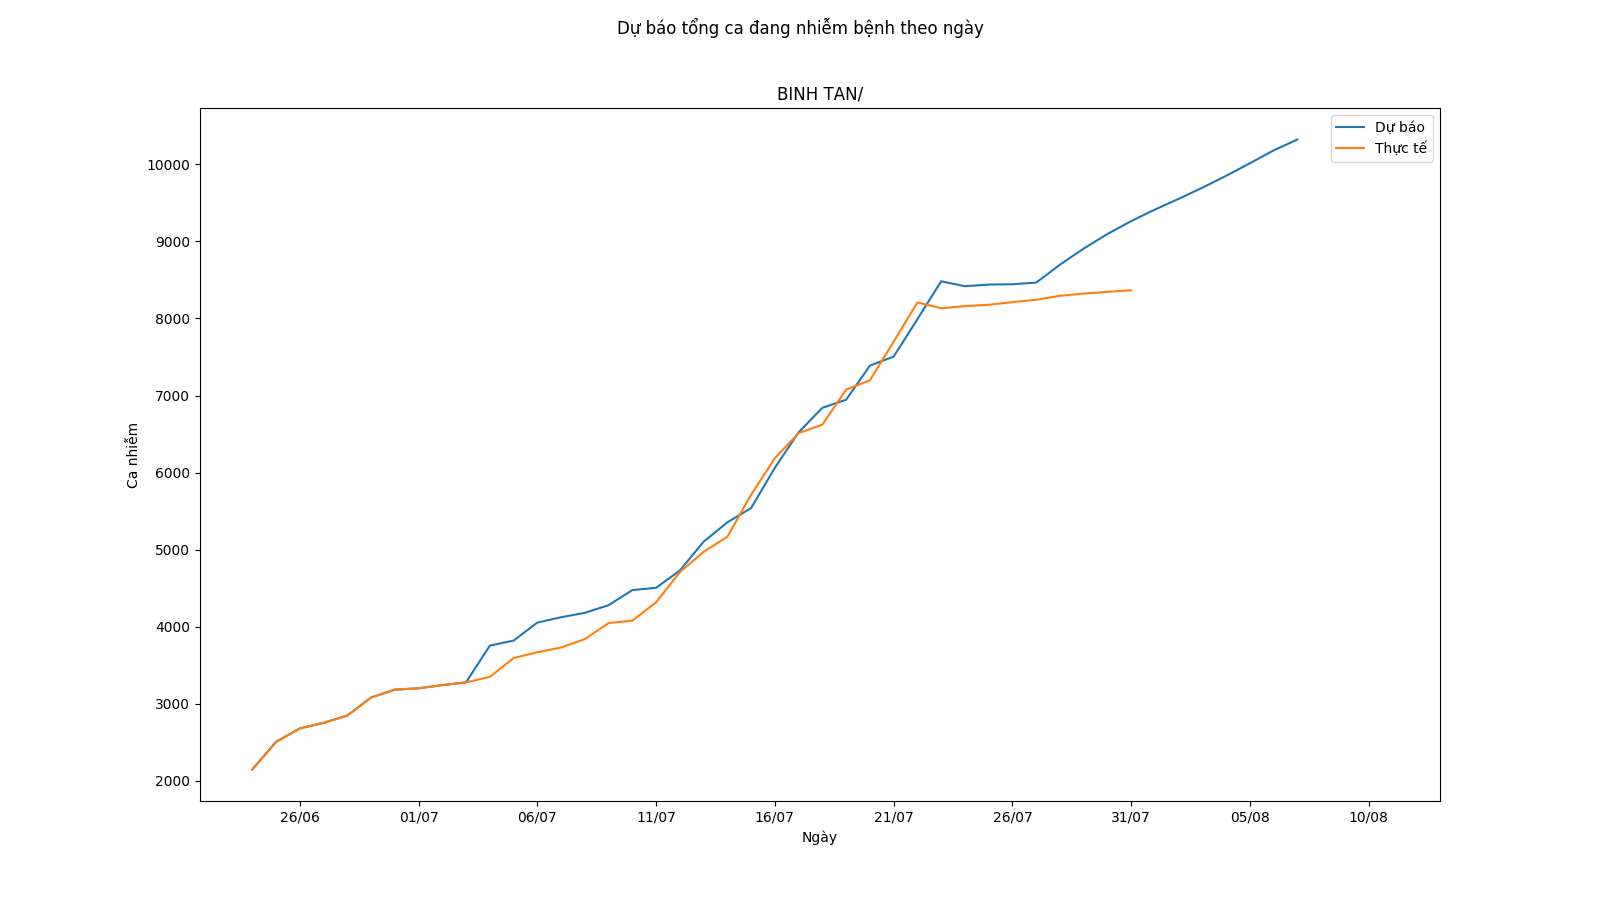 Dự báo tổng ca đang nhiễm bệnh theo ngày
BINH TAN/
Dự báo
Thực tế
10000
9000
8000
7000
6000
5000
4000
3000
2000
Ca nhiễm
26/06 01/07 06/07 11/07 16/07 21/07 26/07 31/07 05/08 10/08
Ngày